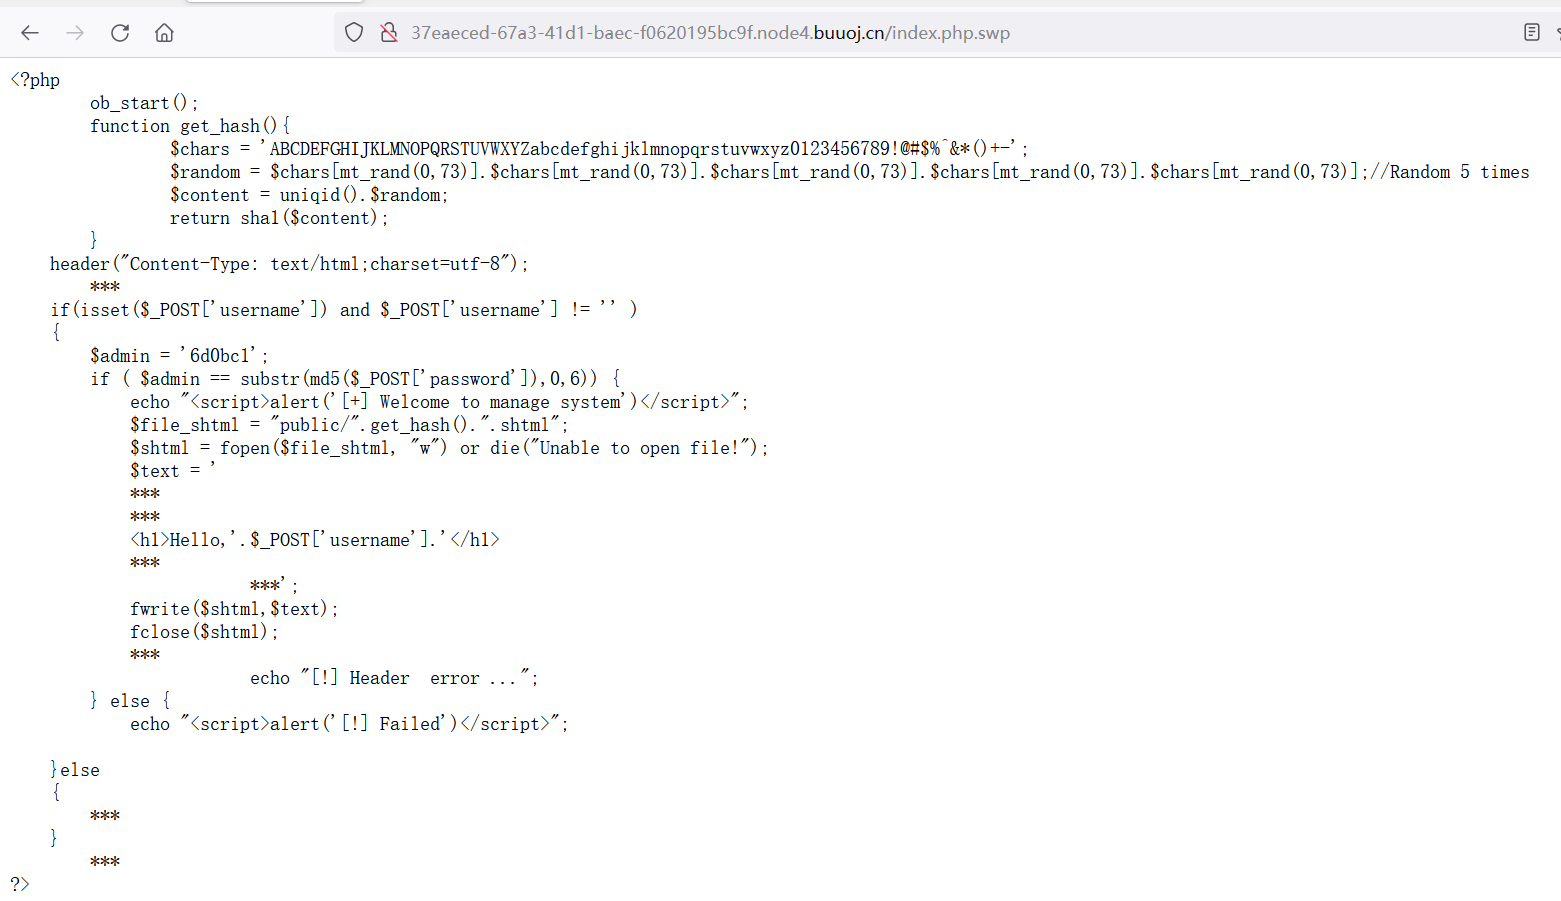 37eaeced-67a3-41d1-baec-f0620195bc9f.node4.buuoj.cn/index.php.swp
<?php
        ob_start();
        function get_hash(){
                $chars = 'ABCDEFGHIJKLMNOPQRSTUVWXYZabcdefghijklmnopqrstuvwxyz0123456789!@#$%^&*()+-';
                $random = $chars[mt_rand(0,73)].$chars[mt_rand(0,73)].$chars[mt_rand(0,73)].$chars[mt_rand(0,73)].$chars[mt_rand(0,73)];//Random 5 times
                $content = uniqid().$random;
                return sha1($content);
        }
    header("Content-Type: text/html;charset=utf-8");
        ***
    if(isset($_POST['username']) and $_POST['username'] != '' )
    {
        $admin = '6d0bc1';
        if ( $admin == substr(md5($_POST['password']),0,6)) {
            echo "<script>alert('[+] Welcome to manage system')</script>";
            $file_shtml = "public/".get_hash().".shtml";
            $shtml = fopen($file_shtml, "w") or die("Unable to open file!");
            $text = '
            ***
            ***
            <h1>Hello,'.$_POST['username'].'</h1>
            ***
                        ***';
            fwrite($shtml,$text);
            fclose($shtml);
            ***
                        echo "[!] Header  error ...";
        } else {
            echo "<script>alert('[!] Failed')</script>";

    }else
    {
        ***
    }
        ***
?>